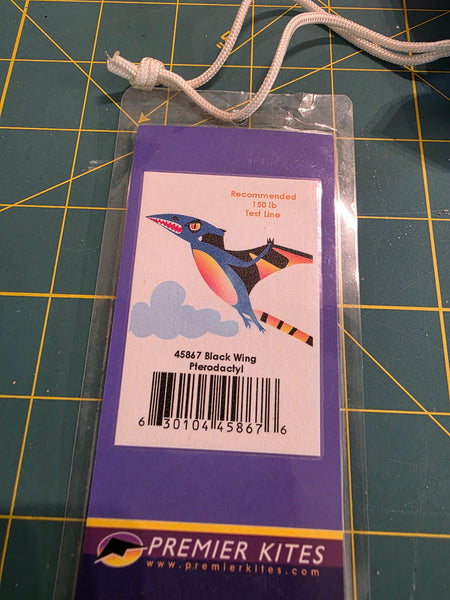 Recommended
150 lb
Test Line
45867 Black Wing
Pterodactyl
6 30104 45867 6
PREMIER KITES
www.premierkites.com